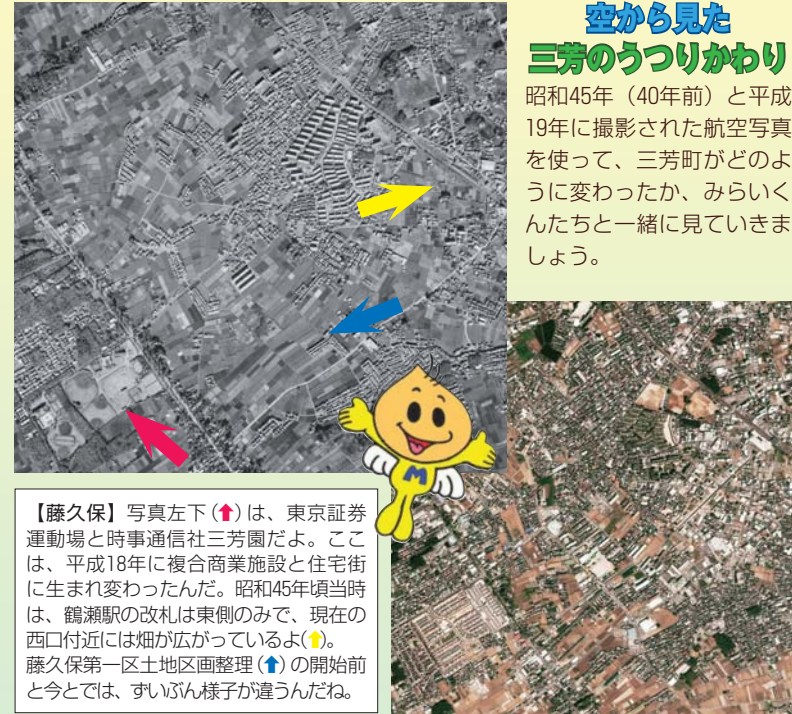 空から見た
三芳のうつりかわり
昭和45年（40年前）と平成
19年に撮影された航空写真
を使って、三芳町がどのよ
うに変わったか、みらいく
んたちと一緒に見ていきま
しょう。
M
【藤久保】写真左下(⬆)は、東京証券
運動場と時事通信社三芳園だよ。ここ
は、平成18年に複合商業施設と住宅街
に生まれ変わったんだ。昭和45年頃当時
は、鶴瀬駅の改札は東側のみで、現在の
西口付近には畑が広がっているよ(⬆)。
藤久保第一区土地区画整理(⬆)の開始前
と今とでは、ずいぶん様子が違うんだね。